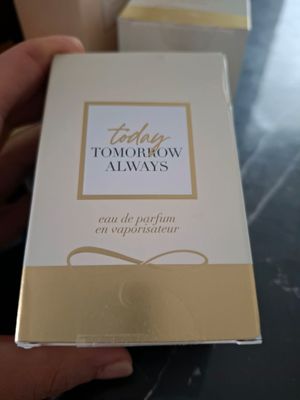 today
TOMORROW
ALWAYS
eau de parfum
en vaporisateur